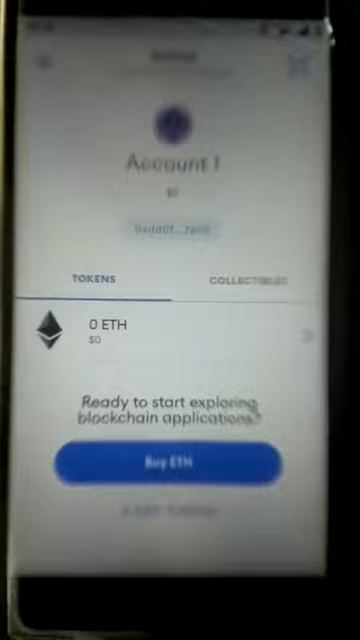 Account 1
TOKENS
COLLECTIBLES
0 ETH
$0
Ready to start exploring
blockchain applications?
Buy ETH